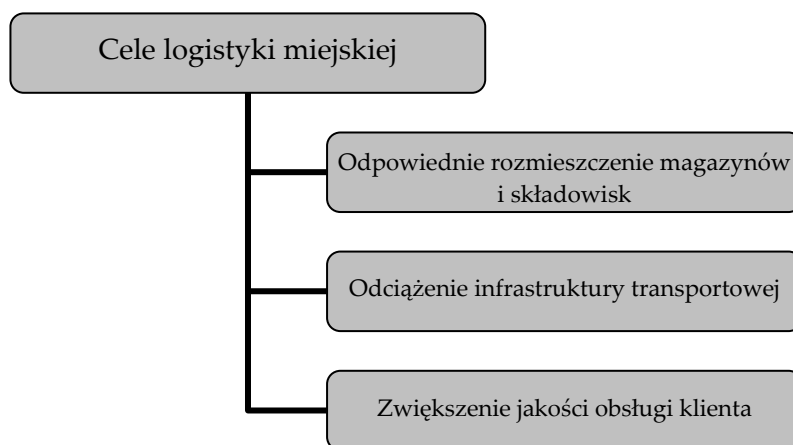 Cele logistyki miejskiej
Odpowiednie rozmieszczenie magazynów
i składowisk
Odciążenie infrastruktury transportowej
Zwiększenie jakości obsługi klienta